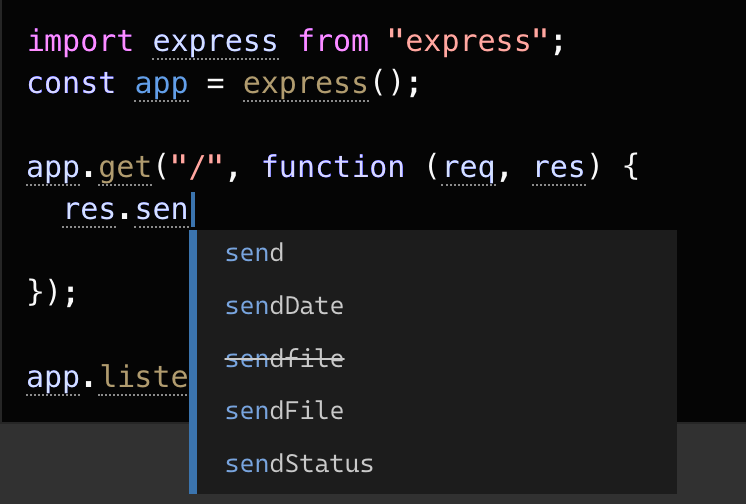 import express from "express";
const app = express();
app.get("/", function (req, res) {
res.sen
send
sendDate
sendfile
sendFile
sendStatus
});
app.liste